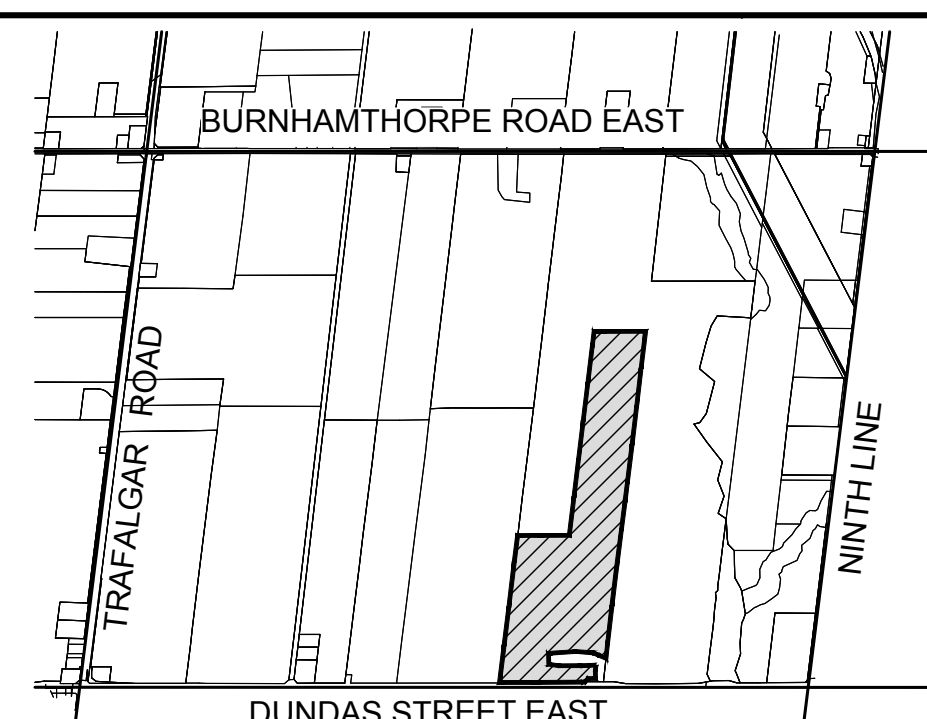 BURNHAMTHORPE ROAD EAST
TRAFALGAR ROAD
NINTH LINE
DUNDAS STREET EAST